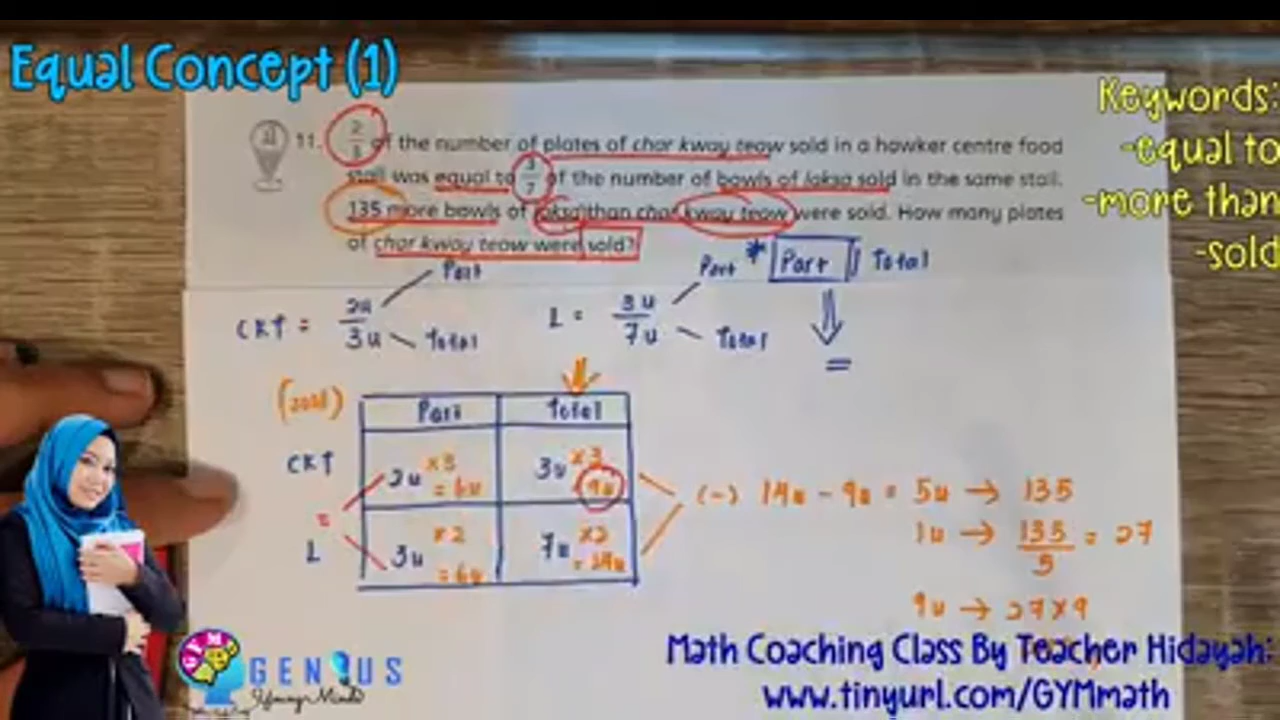 Equal Concept (1)
Keywords:
-equal to
-more than
-sold
11. 2/3 of the number of plates of char kway teow sold in a hawker centre food
stall was equal to 3/7 of the number of bowls of laksa sold in the same stall.
135 more bowls of laksa than char kway teow were sold. How many plates
of char kway teow were sold?
* Part | Total
=
CKT = 2u/3u Part Total
L = 3u/7u Part Total
(sold) Part Total
CKT 2u ×3 = 6u 3u ×3 9u
=
L 3u ×2 = 6u 7u ×2 = 14u
(-) 14u - 9u = 5u → 135
1u → 135/5 = 27
9u → 27×9
GENIUS
Young Minds
Math Coaching Class By Teacher Hidayah:
www.tinyurl.com/GYMmath